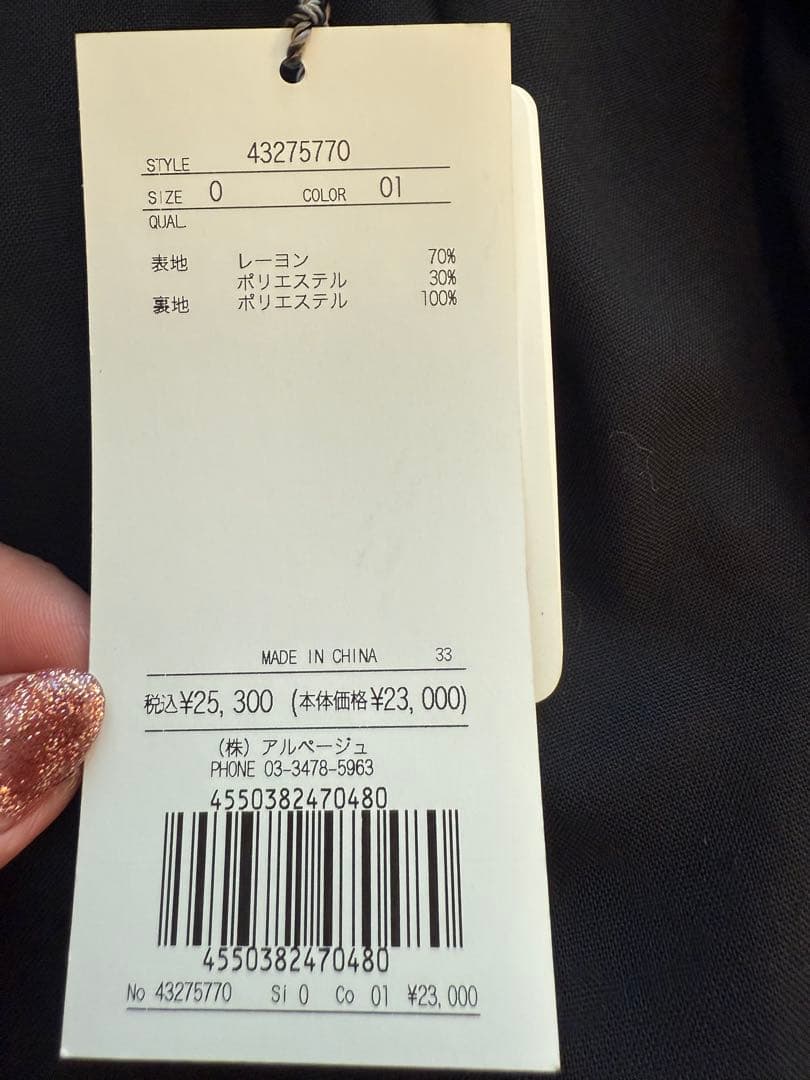 STYLE 43275770
SIZE 0 COLOR 01
QUAL.
表地 レーヨン 70%
ポリエステル 30%
裏地 ポリエステル 100%
MADE IN CHINA 33
税込¥25,300 (本体価格¥23,000)
(株) アルページュ
PHONE 03-3478-5963
4550382470480
4550382470480
No 43275770 Si 0 Co 01 ¥23,000